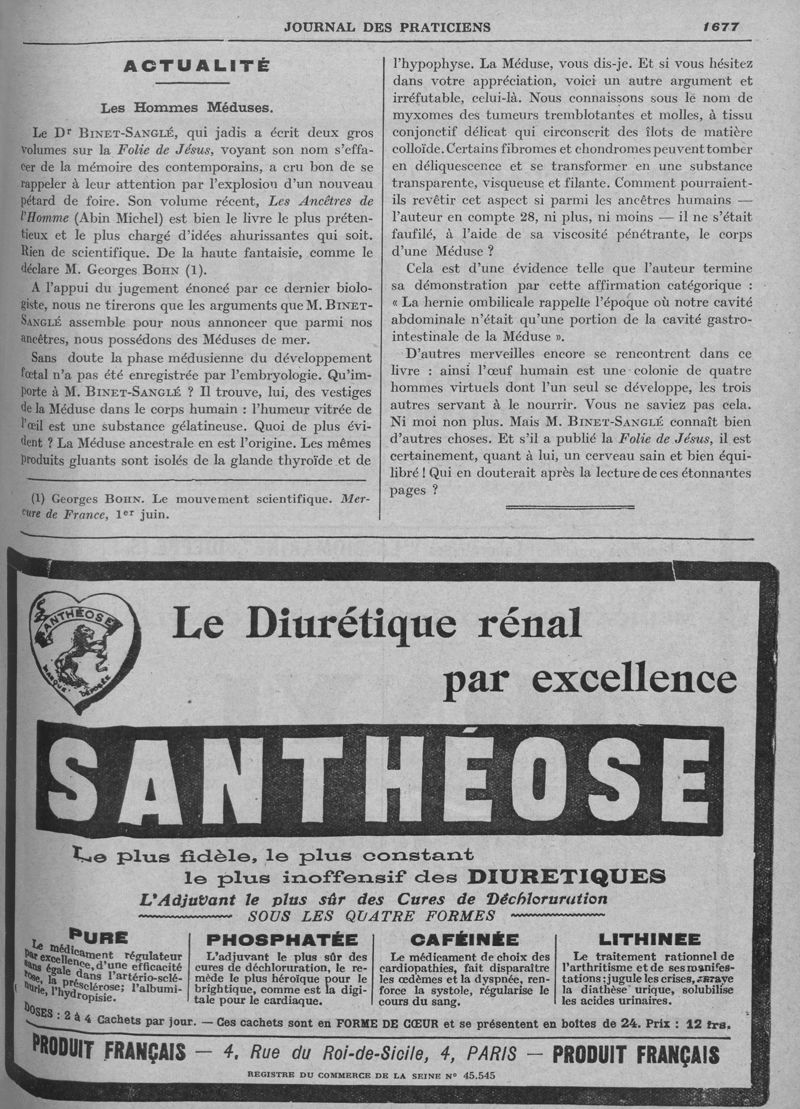 JOURNAL DES PRATICIENS 1677
ACTUALITÉ
Les Hommes Méduses.
Le Dr BINET-SANGLÉ, qui jadis a écrit deux gros
volumes sur la Folie de Jésus, voyant son nom s'effa-
cer de la mémoire des contemporains, a cru bon de se
rappeler à leur attention par l'explosion d'un nouveau
pétard de foire. Son volume récent, Les Ancêtres de
l'Homme (Abin Michel) est bien le livre le plus préten-
tieux et le plus chargé d'idées ahurissantes qui soit.
Rien de scientifique. De la haute fantaisie, comme le
déclare M. Georges BOHN (1).
A l'appui du jugement énoncé par ce dernier biolo-
giste, nous ne tirerons que les arguments que M. BINET-
SANGLÉ assemble pour nous annoncer que parmi nos
ancêtres, nous possédons des Méduses de mer.
Sans doute la phase médusienne du développement
fœtal n'a pas été enregistrée par l'embryologie. Qu'im-
porte à M. BINET-SANGLÉ ? Il trouve, lui, des vestiges
de la Méduse dans le corps humain : l'humeur vitrée de
l'œil est une substance gélatineuse. Quoi de plus évi-
dent ? La Méduse ancestrale en est l'origine. Les mêmes
produits gluants sont isolés de la glande thyroïde et de
(1) Georges BOHN. Le mouvement scientifique. Mer-
cure de France, 1er juin.
l'hypophyse. La Méduse, vous dis-je. Et si vous hésitez
dans votre appréciation, voici un autre argument et
irréfutable, celui-là. Nous connaissons sous le nom de
myxomes des tumeurs tremblotantes et molles, à tissu
conjonctif délicat qui circonscrit des îlots de matière
colloïde. Certains fibromes et chondromes peuvent tomber
en déliquescence et se transformer en une substance
transparente, visqueuse et filante. Comment pourraient-
ils revêtir cet aspect si parmi les ancêtres humains —
l'auteur en compte 28, ni plus, ni moins — il ne s'était
faufilé, à l'aide de sa viscosité pénétrante, le corps
d'une Méduse ?
Cela est d'une évidence telle que l'auteur termine
sa démonstration par cette affirmation catégorique :
« La hernie ombilicale rappelle l'époque où notre cavité
abdominale n'était qu'une portion de la cavité gastro-
intestinale de la Méduse ».
D'autres merveilles encore se rencontrent dans ce
livre : ainsi l'œuf humain est une colonie de quatre
hommes virtuels dont l'un seul se développe, les trois
autres servant à le nourrir. Vous ne saviez pas cela.
Ni moi non plus. Mais M. BINET-SANGLÉ connaît bien
d'autres choses. Et s'il a publié la Folie de Jésus, il est
certainement, quant à lui, un cerveau sain et bien équi-
libré ! Qui en douterait après la lecture de ces étonnantes
pages ?
SANTHÉOSE
MARQUE DÉPOSÉE
Le Diurétique rénal
par excellence
SANTHÉOSE
Le plus fidèle, le plus constant
le plus inoffensif des DIURETIQUES
L'Adjuvant le plus sûr des Cures de Déchloruration
SOUS LES QUATRE FORMES
PURE
Le médicament régulateur
par excellence, d'une efficacité
sans égale dans l'artério-sclé-
rose, la présclérose; l'albumi-
nurie, l'hydropisie.
PHOSPHATÉE
L'adjuvant le plus sûr des
cures de déchloruration, le re-
mède le plus héroïque pour le
brightique, comme est la digi-
tale pour le cardiaque.
CAFÉINÉE
Le médicament de choix des
cardiopathies, fait disparaître
les œdèmes et la dyspnée, ren-
force la systole, régularise le
cours du sang.
LITHINEE
Le traitement rationnel de
l'arthritisme et de ses manifes-
tations; jugule les crises, enraye
la diathèse urique, solubilise
les acides urinaires.
DOSES : 2 à 4 Cachets par jour. — Ces cachets sont en FORME DE CŒUR et se présentent en boîtes de 24. Prix : 12 frs.
PRODUIT FRANÇAIS — 4, Rue du Roi-de-Sicile, 4, PARIS — PRODUIT FRANÇAIS
REGISTRE DU COMMERCE DE LA SEINE N° 45.545